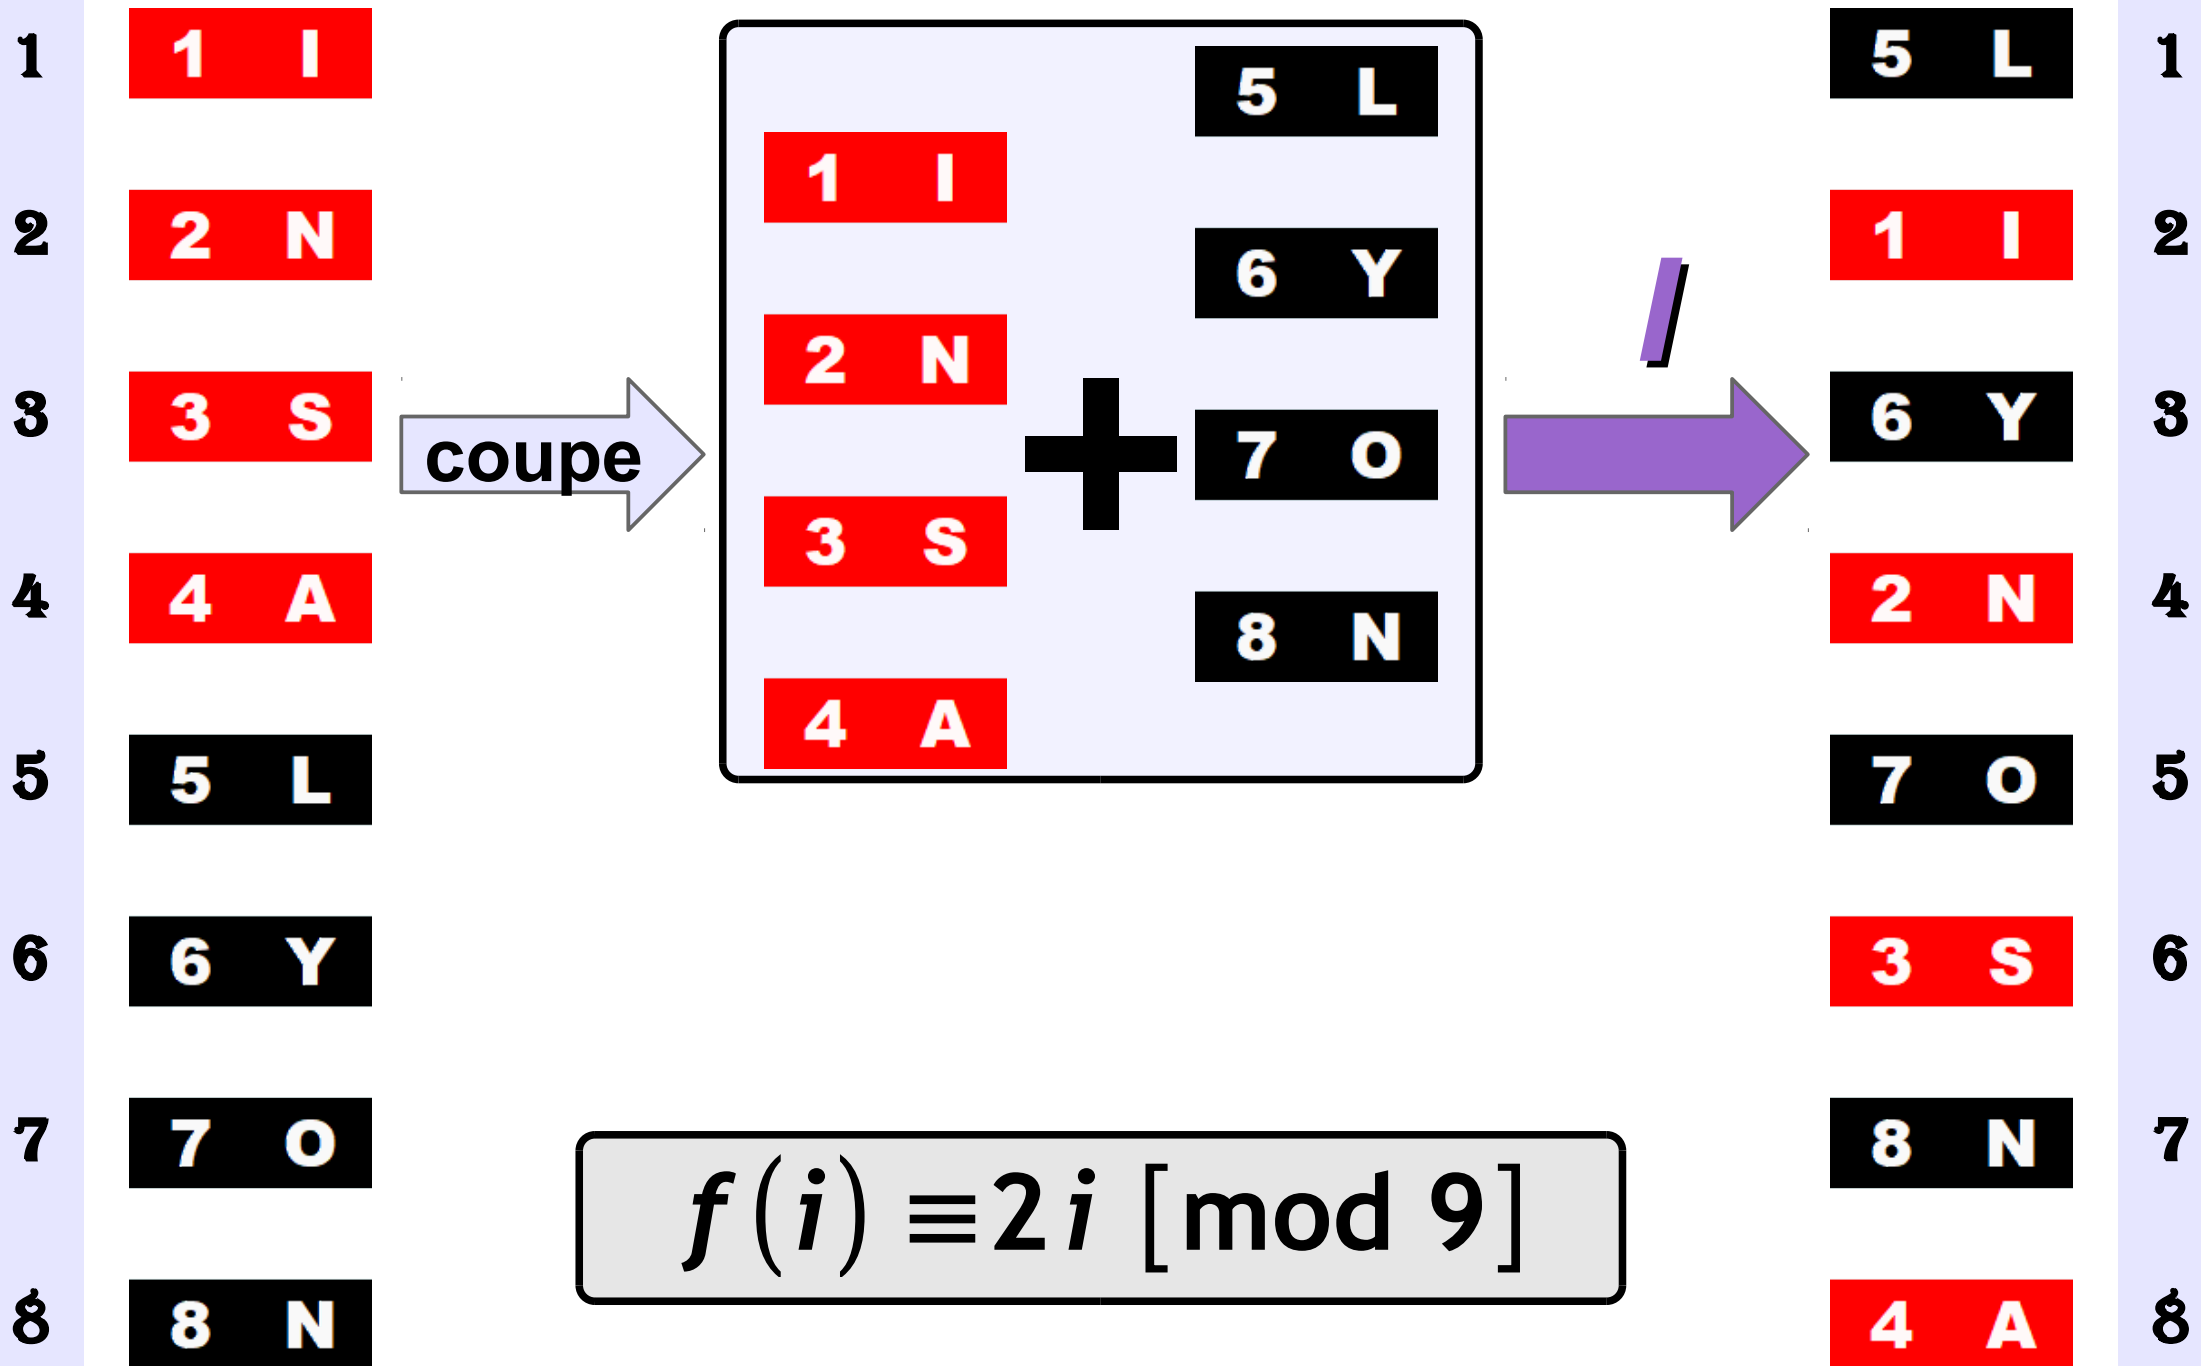 1 1 I
2 2 N
3 3 S
4 4 A
5 5 L
6 6 Y
7 7 O
8 8 N
coupe
1 I
2 N
3 S
4 A
+
5 L
6 Y
7 O
8 N
I
5 L 1
1 I 2
6 Y 3
2 N 4
7 O 5
3 S 6
8 N 7
4 A 8
f(i) ≡2i [mod 9]